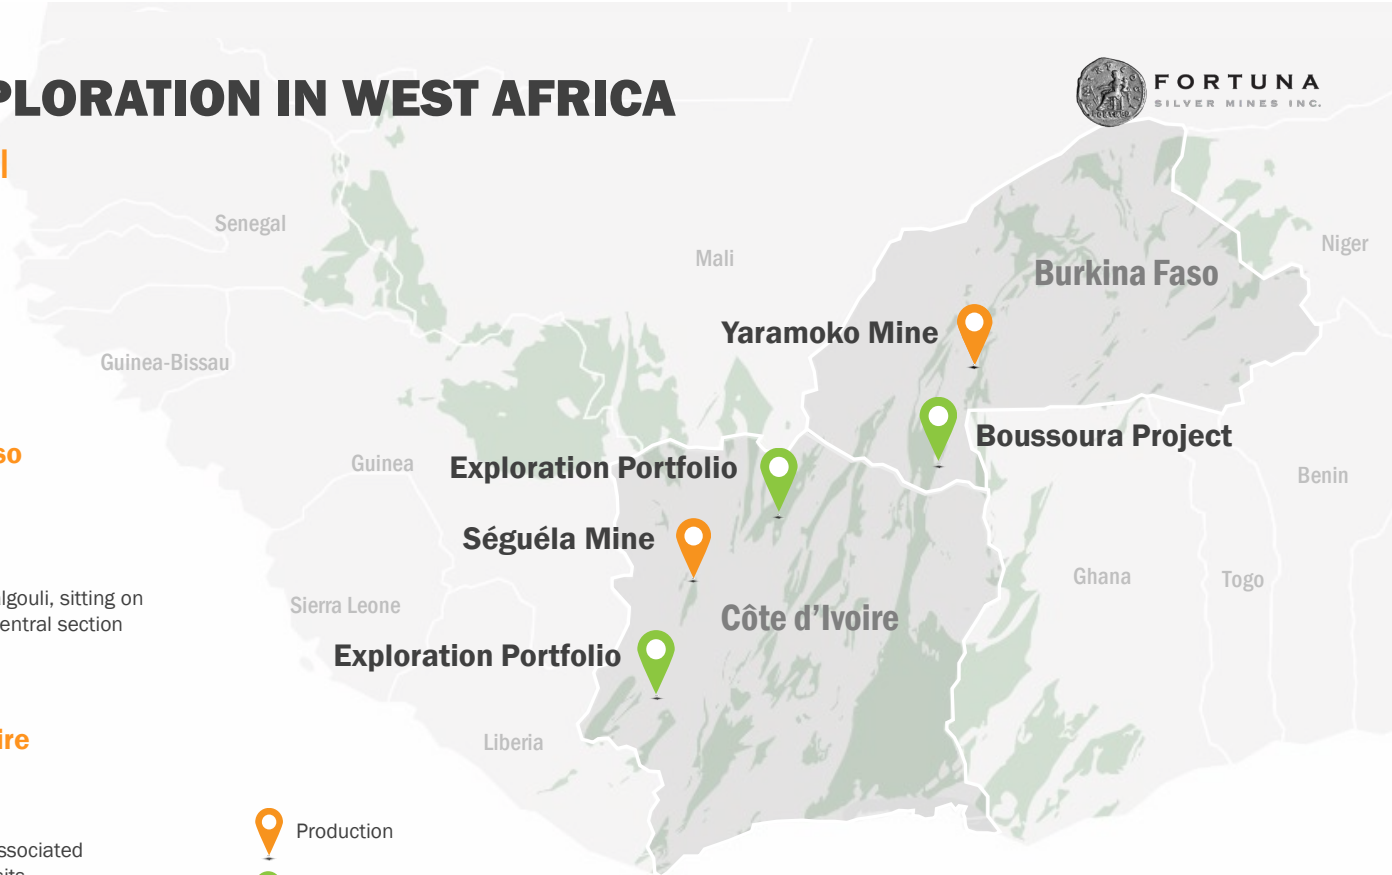 PLORATION IN WEST AFRICA
FORTUNA
SILVER MINES INC.
Senegal
Mali
Niger
Burkina Faso
Yaramoko Mine
Guinea-Bissau
Boussoura Project
so
Guinea
Exploration Portfolio
Benin
Séguéla Mine
Ghana
Togo
lgouli, sitting on
entral section
Sierra Leone
Côte d'Ivoire
Exploration Portfolio
ire
Liberia
Production
ssociated